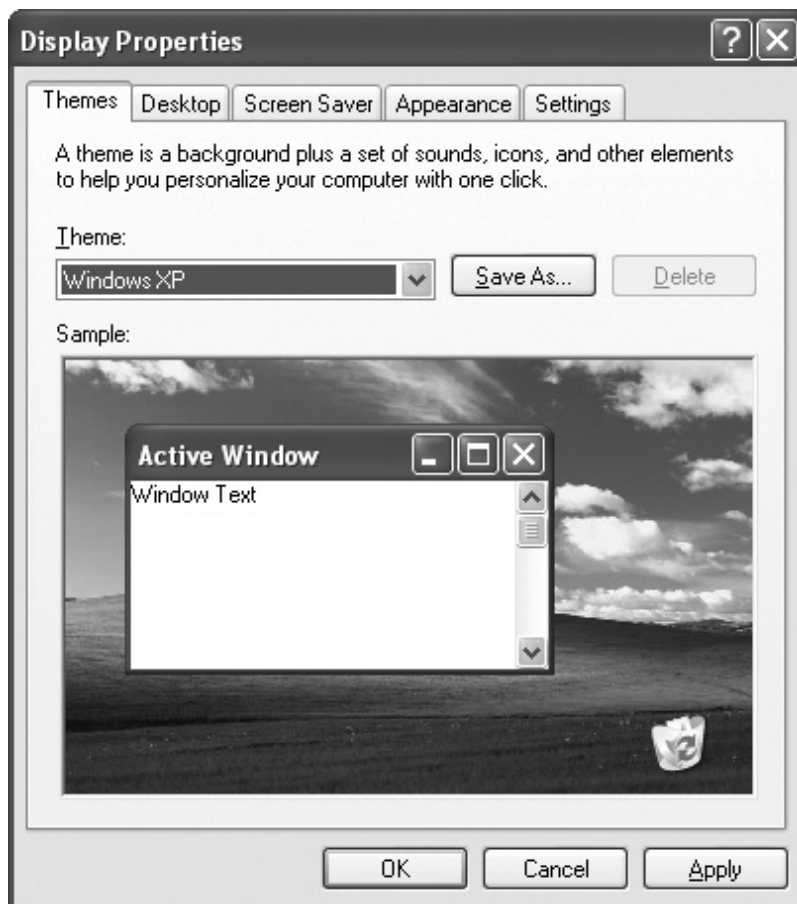 Display Properties
Themes Desktop Screen Saver Appearance Settings
A theme is a background plus a set of sounds, icons, and other elements
to help you personalize your computer with one click.
Theme:
Windows XP Save As... Delete
Sample:
Active Window
Window Text
OK Cancel Apply